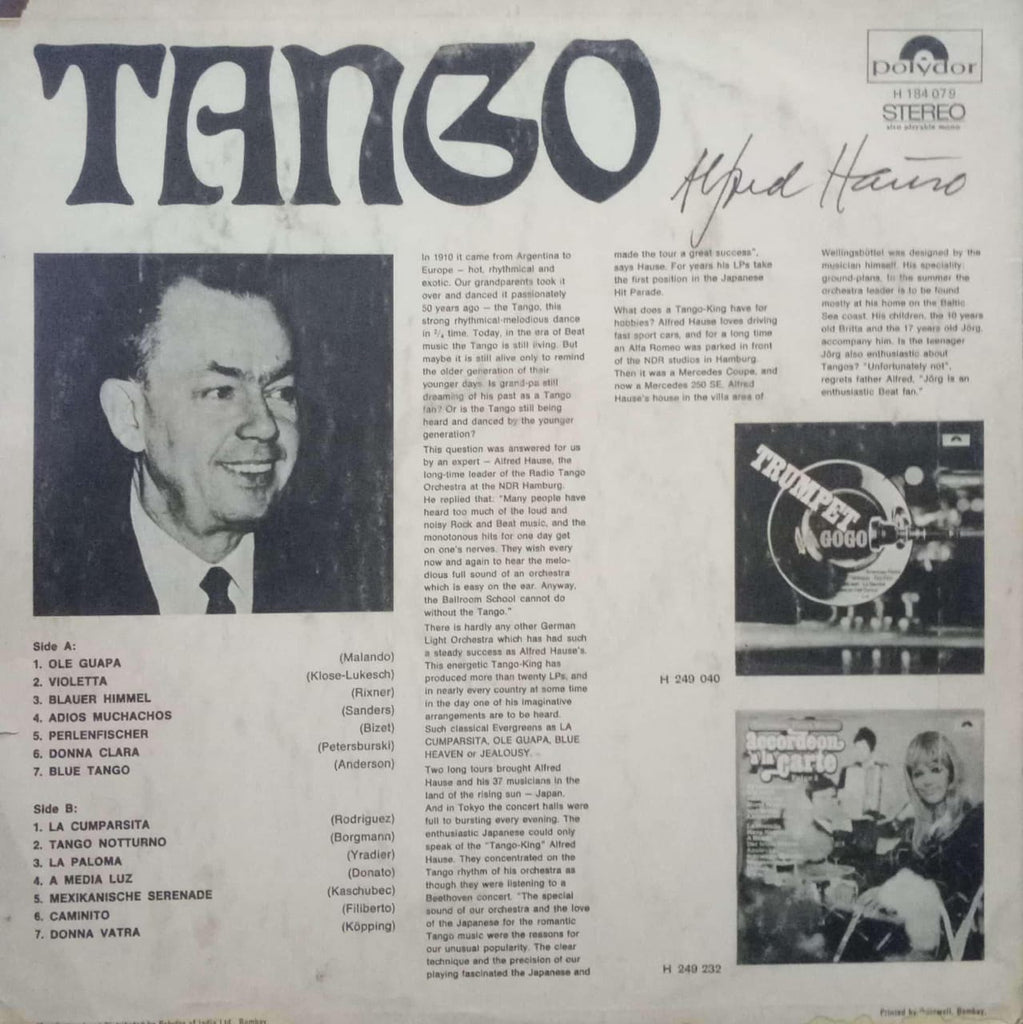 TANGO
polydor
H 184 079
STEREO
also playable mono
Alfred Hause
In 1910 it came from Argentina to
Europe – hot, rhythmical and
exotic. Our grandparents took it
over and danced it passionately
50 years ago – the Tango, this
strong rhythmical-melodious dance
in 2/4 time. Today, in the era of Beat
music the Tango is still living. But
maybe it is still alive only to remind
the older generation of their
younger days. Is grand-pa still
dreaming of his past as a Tango
fan? Or is the Tango still being
heard and danced by the younger
generation?
This question was answered for us
by an expert – Alfred Hause, the
long-time leader of the Radio Tango
Orchestra at the NDR Hamburg.
He replied that: "Many people have
heard too much of the loud and
noisy Rock and Beat music, and the
monotonous hits for one day get
on one's nerves. They wish every
now and again to hear the melo-
dious full sound of an orchestra
which is easy on the ear. Anyway,
the Ballroom School cannot do
without the Tango."
There is hardly any other German
Light Orchestra which has had such
a steady success as Alfred Hause's.
This energetic Tango-King has
produced more than twenty LPs, and
in nearly every country at some time
in the day one of his imaginative
arrangements are to be heard.
Such classical Evergreens as LA
CUMPARSITA, OLE GUAPA, BLUE
HEAVEN or JEALOUSY.
Two long tours brought Alfred
Hause and his 37 musicians in the
land of the rising sun – Japan.
And in Tokyo the concert halls were
full to bursting every evening. The
enthusiastic Japanese could only
speak of the "Tango-King" Alfred
Hause. They concentrated on the
Tango rhythm of his orchestra as
though they were listening to a
Beethoven concert. "The special
sound of our orchestra and the love
of the Japanese for the romantic
Tango music were the reasons for
our unusual popularity. The clear
technique and the precision of our
playing fascinated the Japanese and
made the tour a great success",
says Hause. For years his LPs take
the first position in the Japanese
Hit Parade.
What does a Tango-King have for
hobbies? Alfred Hause loves driving
fast sport cars, and for a long time
an Alfa Romeo was parked in front
of the NDR studios in Hamburg.
Then it was a Mercedes Coupe, and
now a Mercedes 250 SE. Alfred
Hause's house in the villa area of
Wellingsbüttel was designed by the
musician himself. His speciality:
ground-plans. In the summer the
orchestra leader is to be found
mostly at his home on the Baltic
Sea coast. His children, the 10 years
old Britta and the 17 years old Jörg,
accompany him. Is the teenager
Jörg also enthusiastic about
Tangos? "Unfortunately not",
regrets father Alfred, "Jörg is an
enthusiastic Beat fan."
Side A:
1. OLE GUAPA (Malando)
2. VIOLETTA (Klose-Lukesch)
3. BLAUER HIMMEL (Rixner)
4. ADIOS MUCHACHOS (Sanders)
5. PERLENFISCHER (Bizet)
6. DONNA CLARA (Petersburski)
7. BLUE TANGO (Anderson)
Side B:
1. LA CUMPARSITA (Rodriguez)
2. TANGO NOTTURNO (Borgmann)
3. LA PALOMA (Yradier)
4. A MEDIA LUZ (Donato)
5. MEXIKANISCHE SERENADE (Kaschubec)
6. CAMINITO (Filiberto)
7. DONNA VATRA (Köpping)
TRUMPET
À GOGO
H 249 040
accordeon
à la
carte
H 249 232
Distributed by Polydor of India Ltd., Bombay
Printed by Bombay.